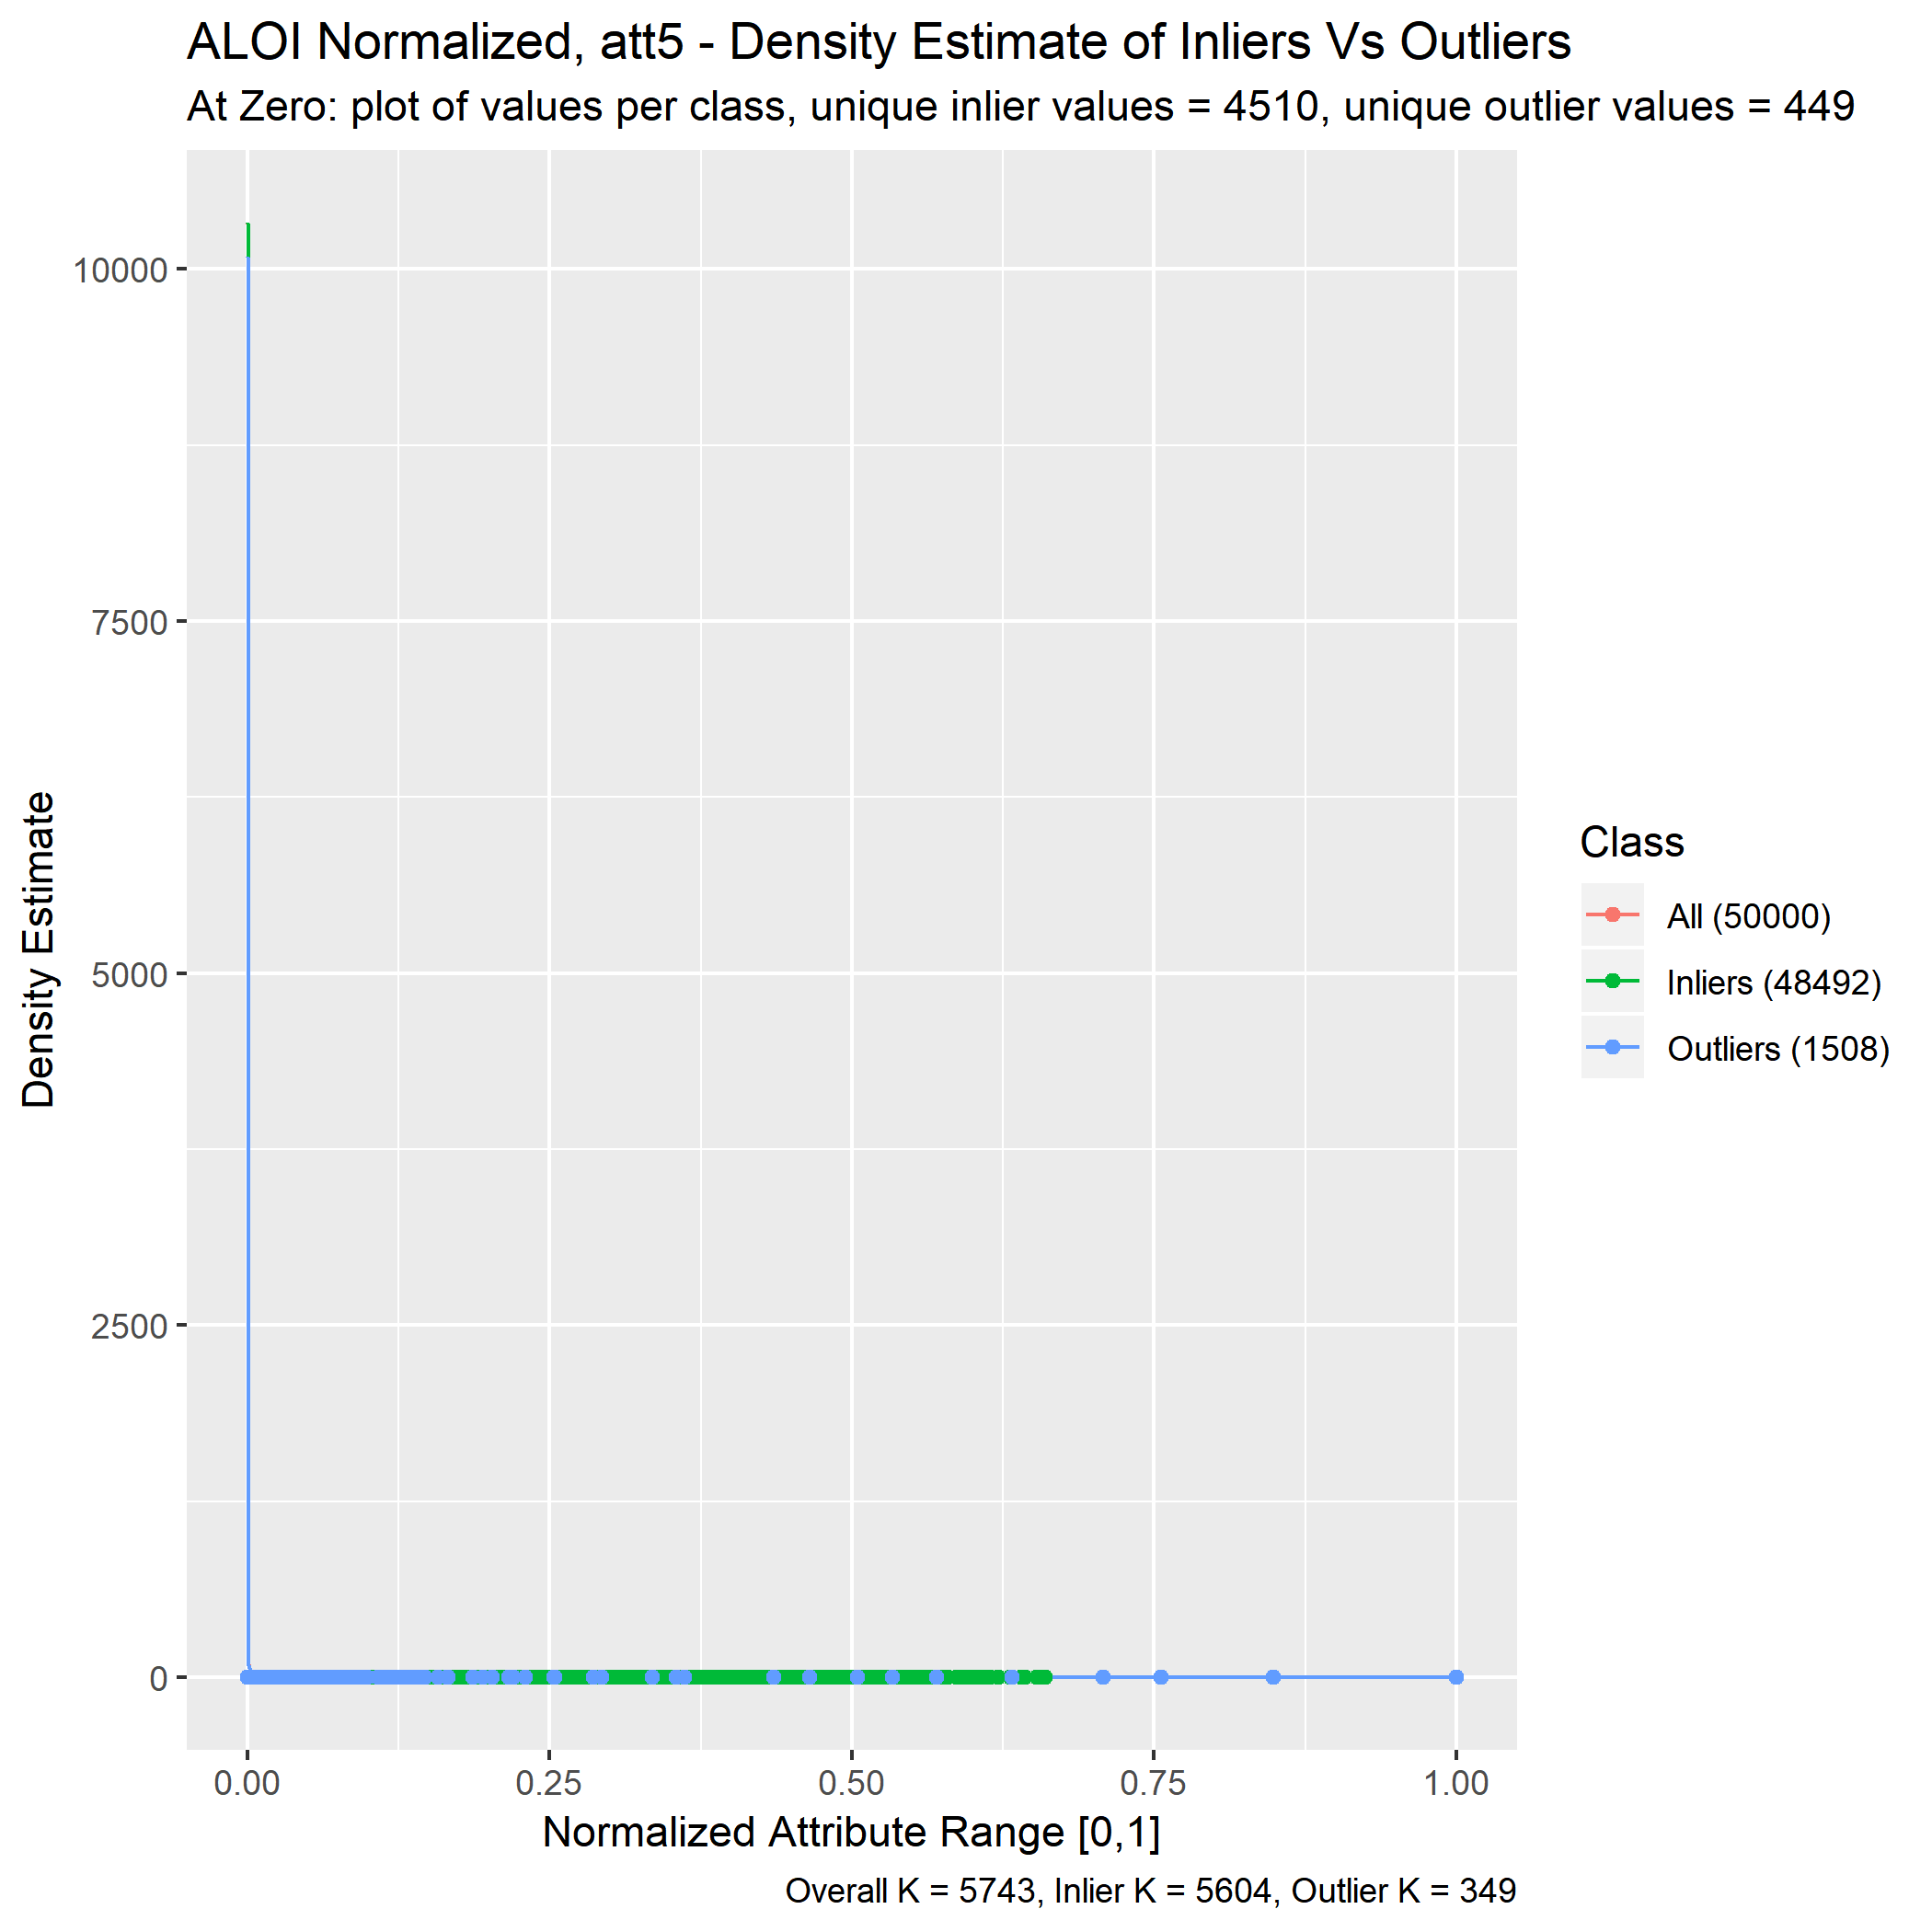 ALOI Normalized, att5 - Density Estimate of Inliers Vs Outliers
At Zero: plot of values per class, unique inlier values = 4510, unique outlier values = 449
10000
7500
5000
2500
0
Density Estimate
0.00
0.25
0.50
0.75
1.00
Normalized Attribute Range [0,1]
Overall K = 5743, Inlier K = 5604, Outlier K = 349
Class
All (50000)
Inliers (48492)
Outliers (1508)